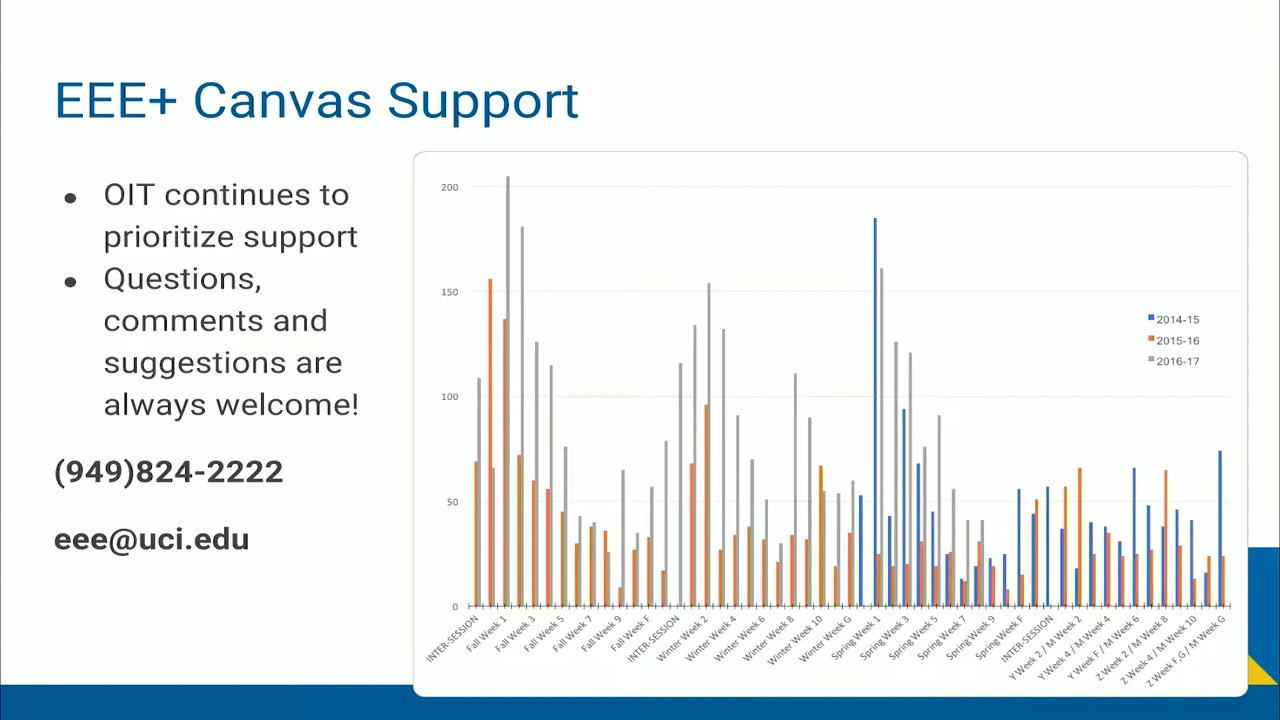 EEE+ Canvas Support
● OIT continues to
prioritize support
● Questions,
comments and
suggestions are
always welcome!
(949)824-2222
eee@uci.edu
200
150
100
50
0
2014-15
2015-16
2016-17
INTER-SESSION
Fall Week 1
Fall Week 3
Fall Week 5
Fall Week 7
Fall Week 9
Fall Week F
INTER-SESSION
Winter Week 2
Winter Week 4
Winter Week 6
Winter Week 8
Winter Week 10
Winter Week G
Spring Week 1
Spring Week 3
Spring Week 5
Spring Week 7
Spring Week 9
Spring Week F
INTER-SESSION
Y Week 2 / M Week 2
Y Week 4 / M Week 4
Y Week F / M Week 6
Z Week 2 / M Week 8
Z Week 4 / M Week 10
Z Week F,G / M Week G